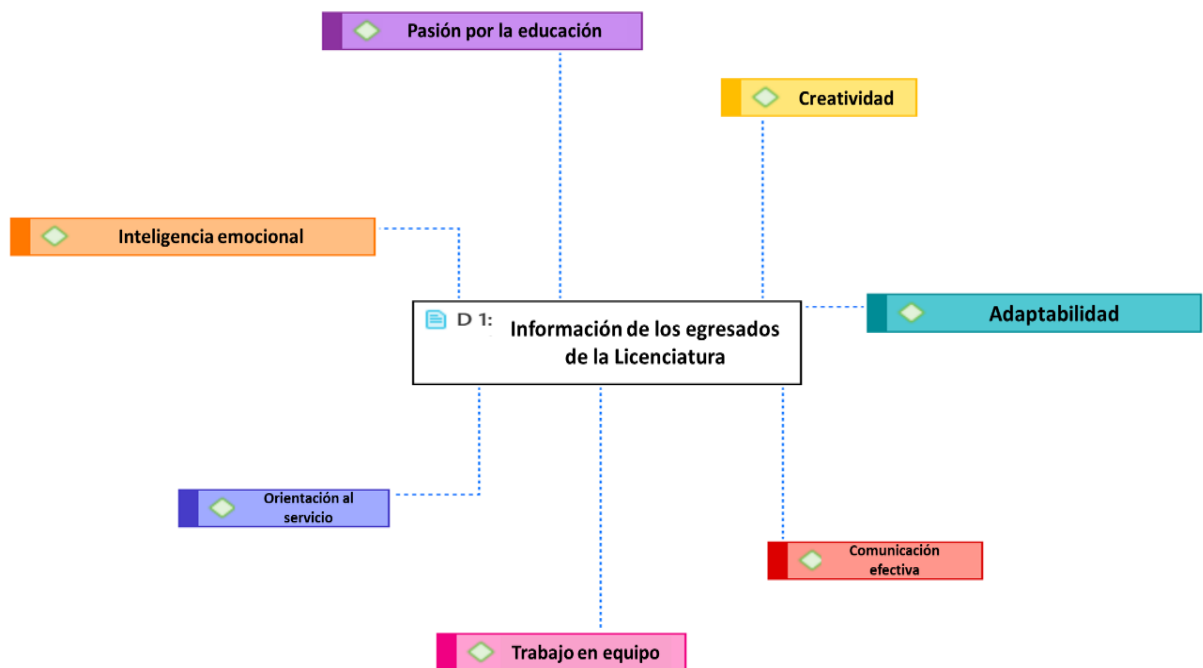 Pasión por la educación
Creatividad
Inteligencia emocional
D 1:
Información de los egresados
de la Licenciatura
Adaptabilidad
Orientación al
servicio
Comunicación
efectiva
Trabajo en equipo